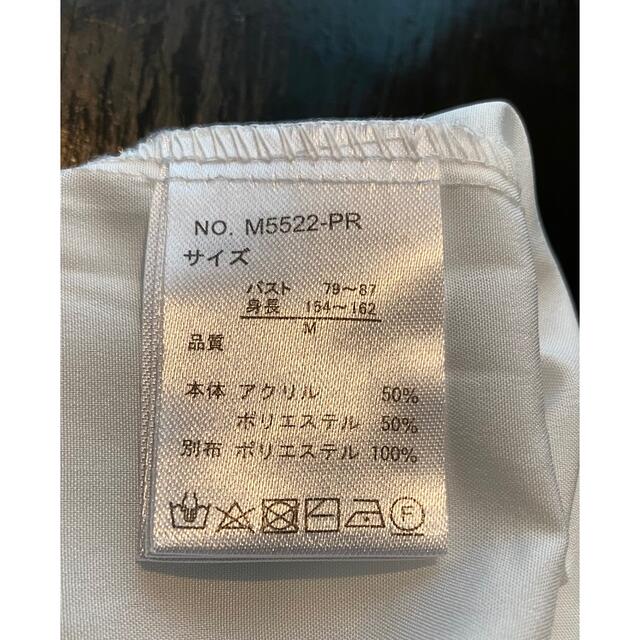 NO. M5522-PR
サイズ
バスト 79〜87
身長 154〜162
M
品質
本体 アクリル 50%
ポリエステル 50%
別布 ポリエステル 100%
F